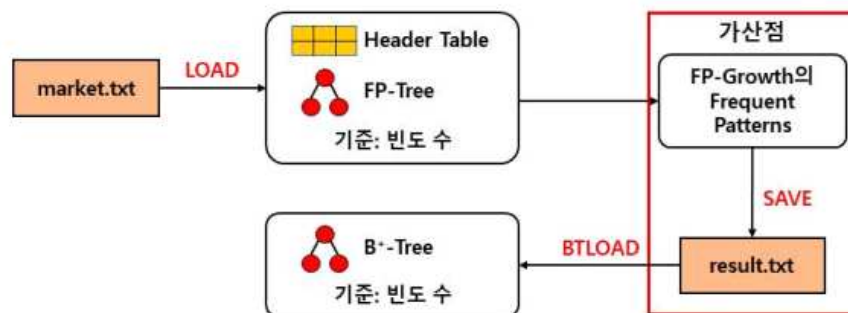 가산점
Header Table
LOAD
market.txt
FP-Tree
기준: 빈도 수
FP-Growth의
Frequent
Patterns
SAVE
B⁺-Tree
기준: 빈도 수
BTLOAD
result.txt